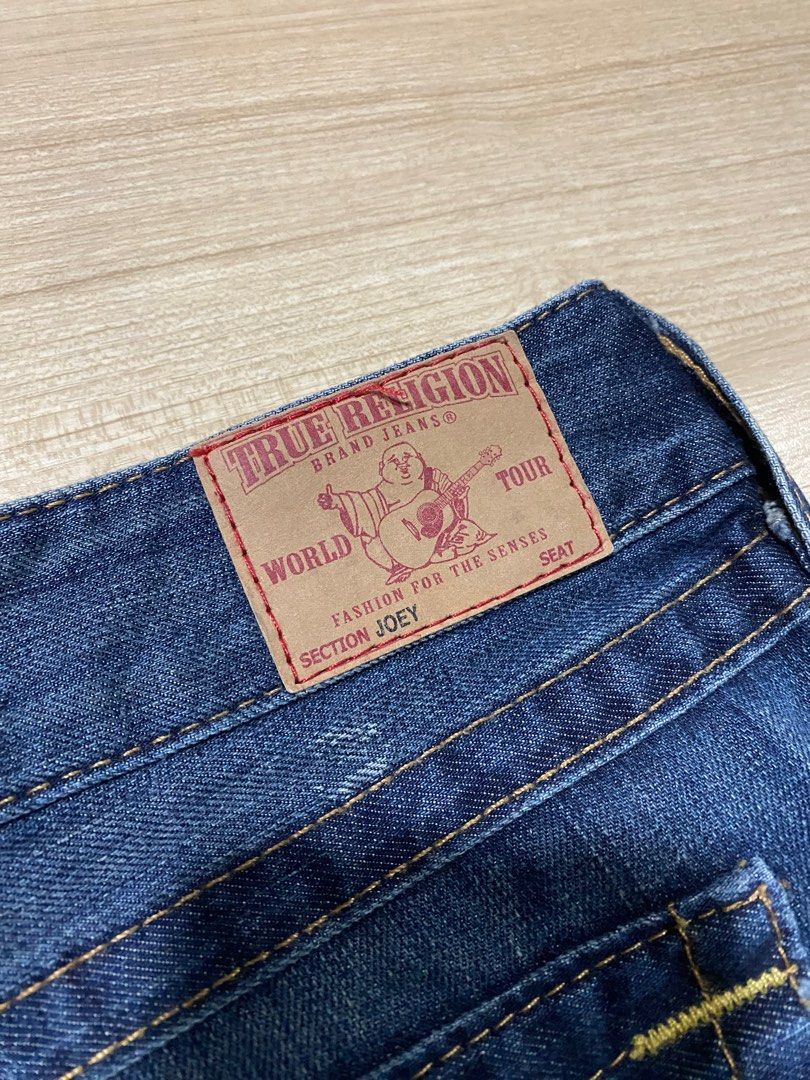 TRUE RELIGION
BRAND JEANS®
WORLD TOUR
FASHION FOR THE SENSES
SECTION JOEY SEAT